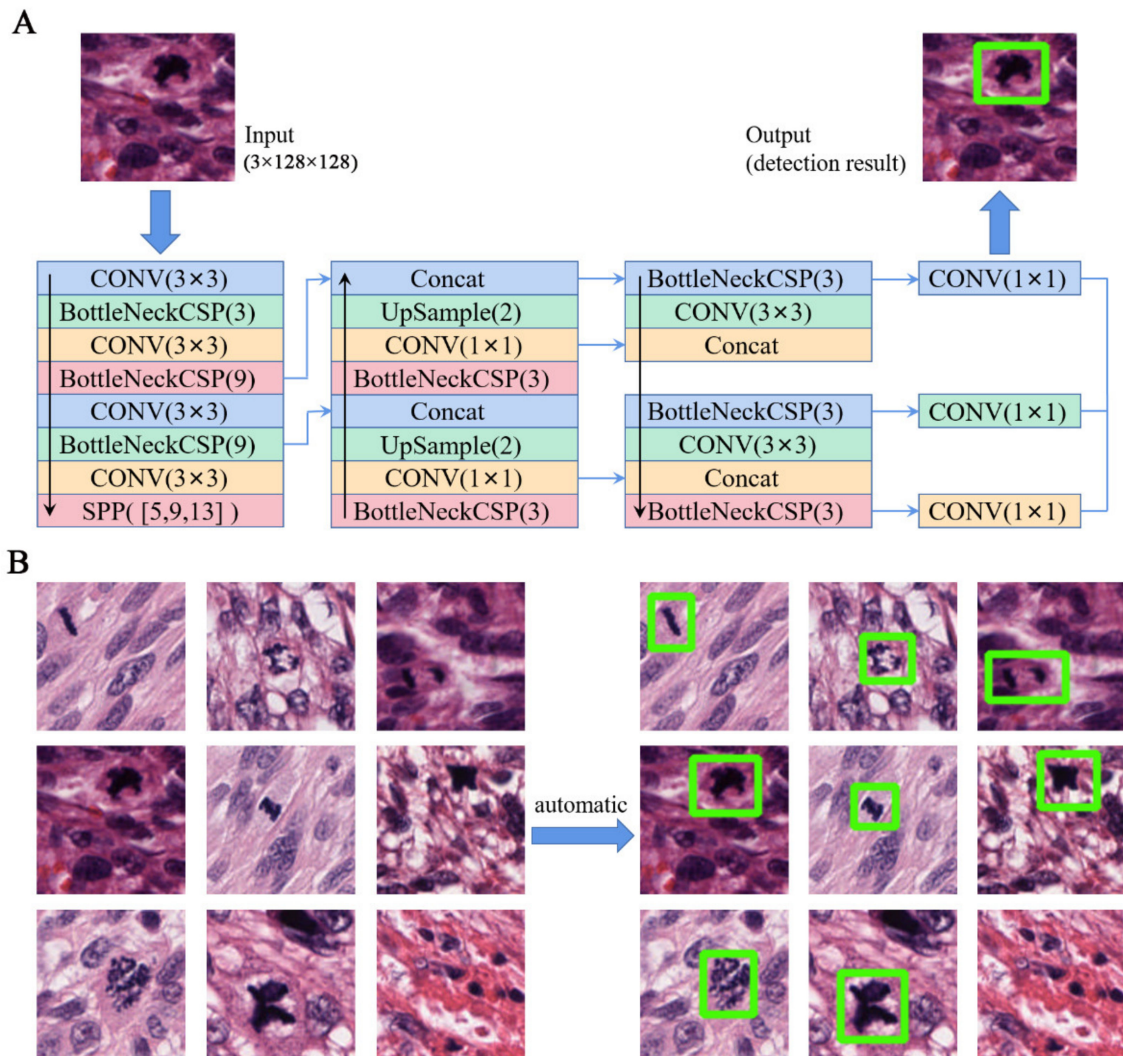 A
Input
(3×128×128)
Output
(detection result)
CONV(3×3)
BottleNeckCSP(3)
CONV(3×3)
BottleNeckCSP(9)
CONV(3×3)
BottleNeckCSP(9)
CONV(3×3)
SPP( [5,9,13] )
Concat
UpSample(2)
CONV(1×1)
BottleNeckCSP(3)
Concat
UpSample(2)
CONV(1×1)
BottleNeckCSP(3)
BottleNeckCSP(3)
CONV(3×3)
Concat
BottleNeckCSP(3)
CONV(3×3)
Concat
BottleNeckCSP(3)
CONV(1×1)
CONV(1×1)
CONV(1×1)
B
automatic